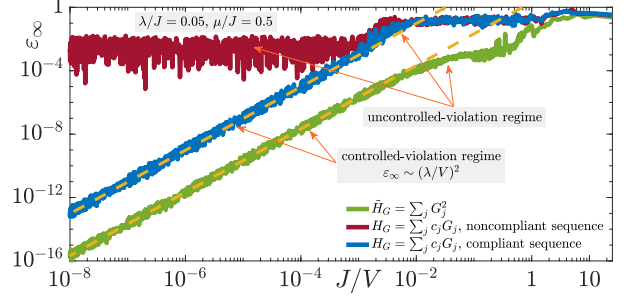 1
λ/J = 0.05, μ/J = 0.5
ε∞
10⁻⁴
uncontrolled-violation regime
10⁻⁸
controlled-violation regime
ε∞ ∼ (λ/V)²
10⁻¹²
H̃_G = ∑_j G_j²
H_G = ∑_j c_j G_j, noncompliant sequence
H_G = ∑_j c_j G_j, compliant sequence
10⁻¹⁶
10⁻⁸ 10⁻⁶ 10⁻⁴ J/V 10⁻² 1 10